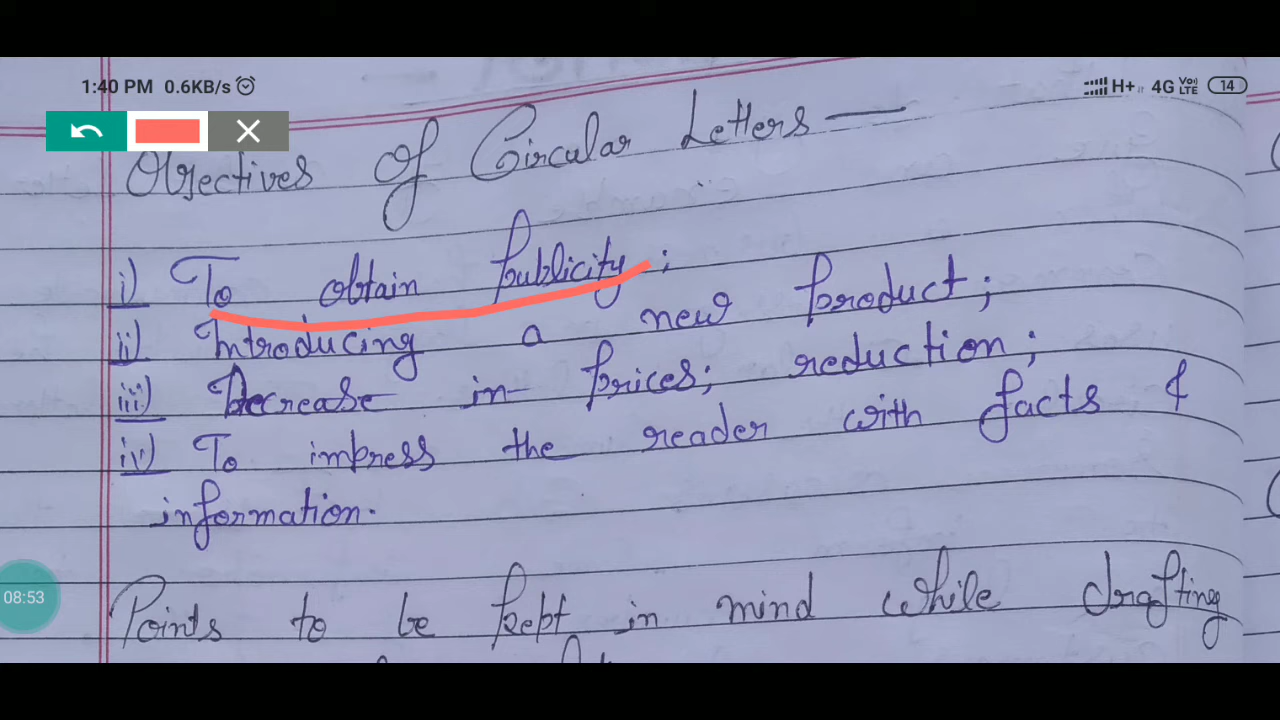 1:40 PM 0.6KB/s H+ 4G VoI LTE 14
Objectives Of Circular Letters —
i) To obtain publicity;
ii) Introducing a new product;
iii) Decrease in prices; reduction;
iv) To impress the reader with facts &
information.
08:53
Points to be kept in mind while drafting